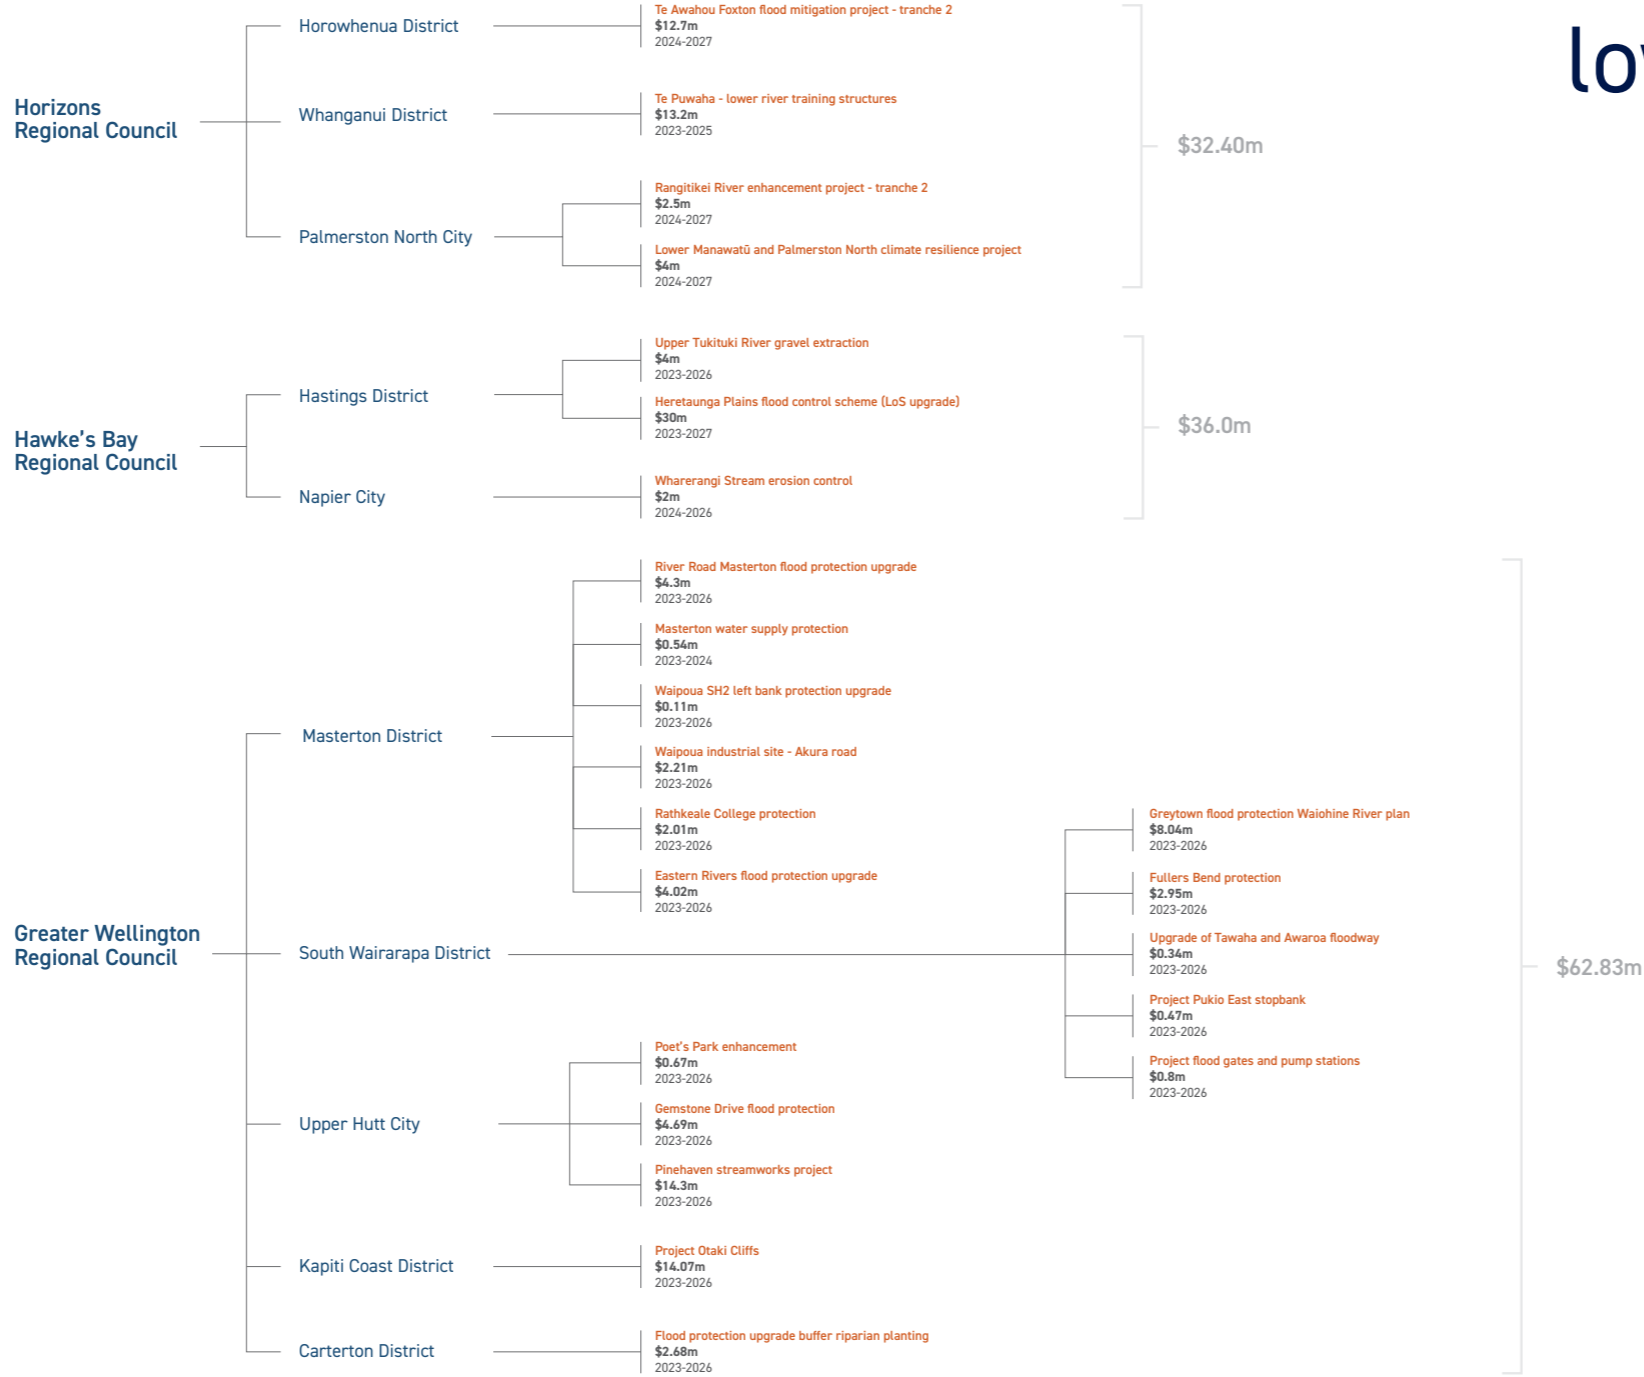 low
Horizons
Regional Council
Horowhenua District
Te Awahou Foxton flood mitigation project - tranche 2
$12.7m
2024-2027
Whanganui District
Te Puwaha - lower river training structures
$13.2m
2023-2025
Palmerston North City
Rangitikei River enhancement project - tranche 2
$2.5m
2024-2027
Lower Manawatū and Palmerston North climate resilience project
$4m
2024-2027
$32.40m
Hawke's Bay
Regional Council
Hastings District
Upper Tukituki River gravel extraction
$4m
2023-2026
Heretaunga Plains flood control scheme (LoS upgrade)
$30m
2023-2027
Napier City
Wharerangi Stream erosion control
$2m
2024-2026
$36.0m
Greater Wellington
Regional Council
Masterton District
River Road Masterton flood protection upgrade
$4.3m
2023-2026
Masterton water supply protection
$0.54m
2023-2024
Waipoua SH2 left bank protection upgrade
$0.11m
2023-2026
Waipoua industrial site - Akura road
$2.21m
2023-2026
Rathkeale College protection
$2.01m
2023-2026
Eastern Rivers flood protection upgrade
$4.02m
2023-2026
South Wairarapa District
Greytown flood protection Waiohine River plan
$8.04m
2023-2026
Fullers Bend protection
$2.95m
2023-2026
Upgrade of Tawaha and Awaroa floodway
$0.34m
2023-2026
Project Pukio East stopbank
$0.47m
2023-2026
Project flood gates and pump stations
$0.8m
2023-2026
Upper Hutt City
Poet's Park enhancement
$0.67m
2023-2026
Gemstone Drive flood protection
$4.69m
2023-2026
Pinehaven streamworks project
$14.3m
2023-2026
Kapiti Coast District
Project Otaki Cliffs
$14.07m
2023-2026
Carterton District
Flood protection upgrade buffer riparian planting
$2.68m
2023-2026
$62.83m